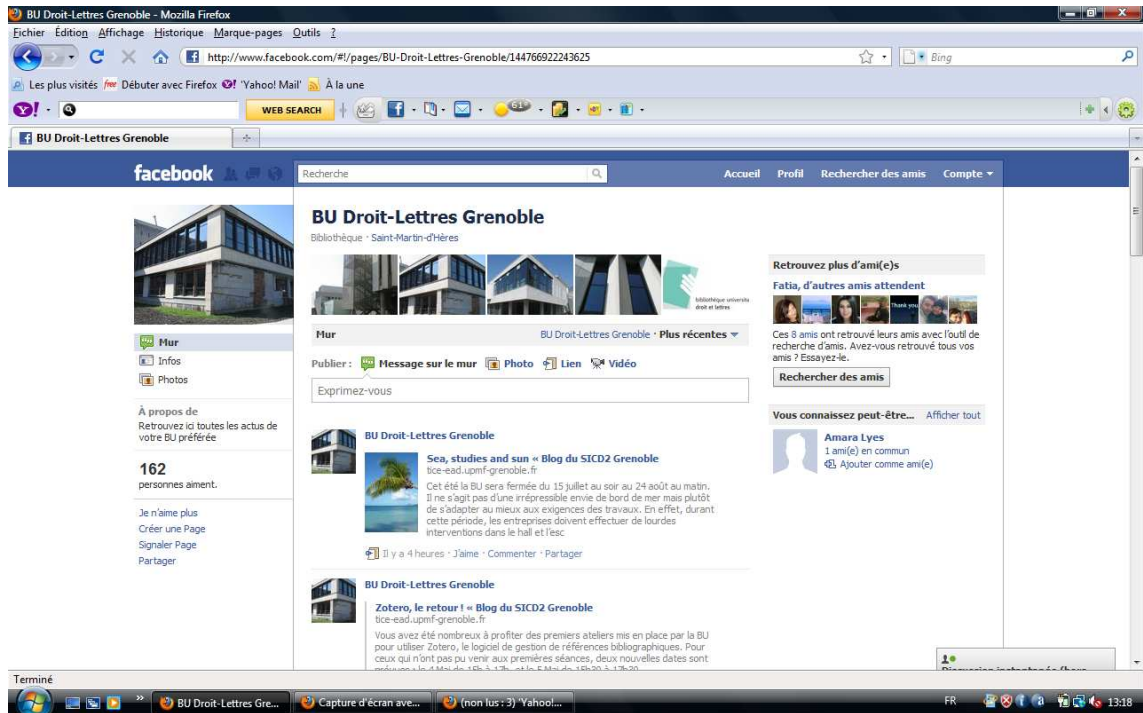 BU Droit-Lettres Grenoble - Mozilla Firefox
Fichier Édition Affichage Historique Marque-pages Outils ?
http://www.facebook.com/#!/pages/BU-Droit-Lettres-Grenoble/144766922243625
Bing
Les plus visités free Débuter avec Firefox Y! 'Yahoo! Mail' À la une
Y! WEB SEARCH 61°
BU Droit-Lettres Grenoble
facebook Recherche Accueil Profil Rechercher des amis Compte
Mur
Infos
Photos
À propos de
Retrouvez ici toutes les actus de
votre BU préférée
162
personnes aiment.
Je n'aime plus
Créer une Page
Signaler Page
Partager
BU Droit-Lettres Grenoble
Bibliothèque · Saint-Martin-d'Hères
droit et lettres
Mur BU Droit-Lettres Grenoble · Plus récentes
Publier : Message sur le mur Photo Lien Vidéo
Exprimez-vous
BU Droit-Lettres Grenoble
Sea, studies and sun « Blog du SICD2 Grenoble
tice-ead.upmf-grenoble.fr
Cet été la BU sera fermée du 15 juillet au soir au 24 août au matin.
Il ne s'agit pas d'une irrépressible envie de bord de mer mais plutôt
de s'adapter au mieux aux exigences des travaux. En effet, durant
cette période, les entreprises doivent effectuer de lourdes
interventions dans le hall et l'esc
Il y a 4 heures · J'aime · Commenter · Partager
BU Droit-Lettres Grenoble
Zotero, le retour ! « Blog du SICD2 Grenoble
tice-ead.upmf-grenoble.fr
Vous avez été nombreux à profiter des premiers ateliers mis en place par la BU
pour utiliser Zotero, le logiciel de gestion de références bibliographiques. Pour
ceux qui n'ont pas pu venir aux premières séances, deux nouvelles dates sont
Retrouvez plus d'ami(e)s
Fatia, d'autres amis attendent
Thank you
Ces 8 amis ont retrouvé leurs amis avec l'outil de
recherche d'amis. Avez-vous retrouvé tous vos
amis ? Essayez-le.
Rechercher des amis
Vous connaissez peut-être... Afficher tout
Amara Lyes
1 ami(e) en commun
Ajouter comme ami(e)
1
Terminé
BU Droit-Lettres Gre... Capture d'écran ave... (non lus : 3) 'Yahoo!... FR 13:18